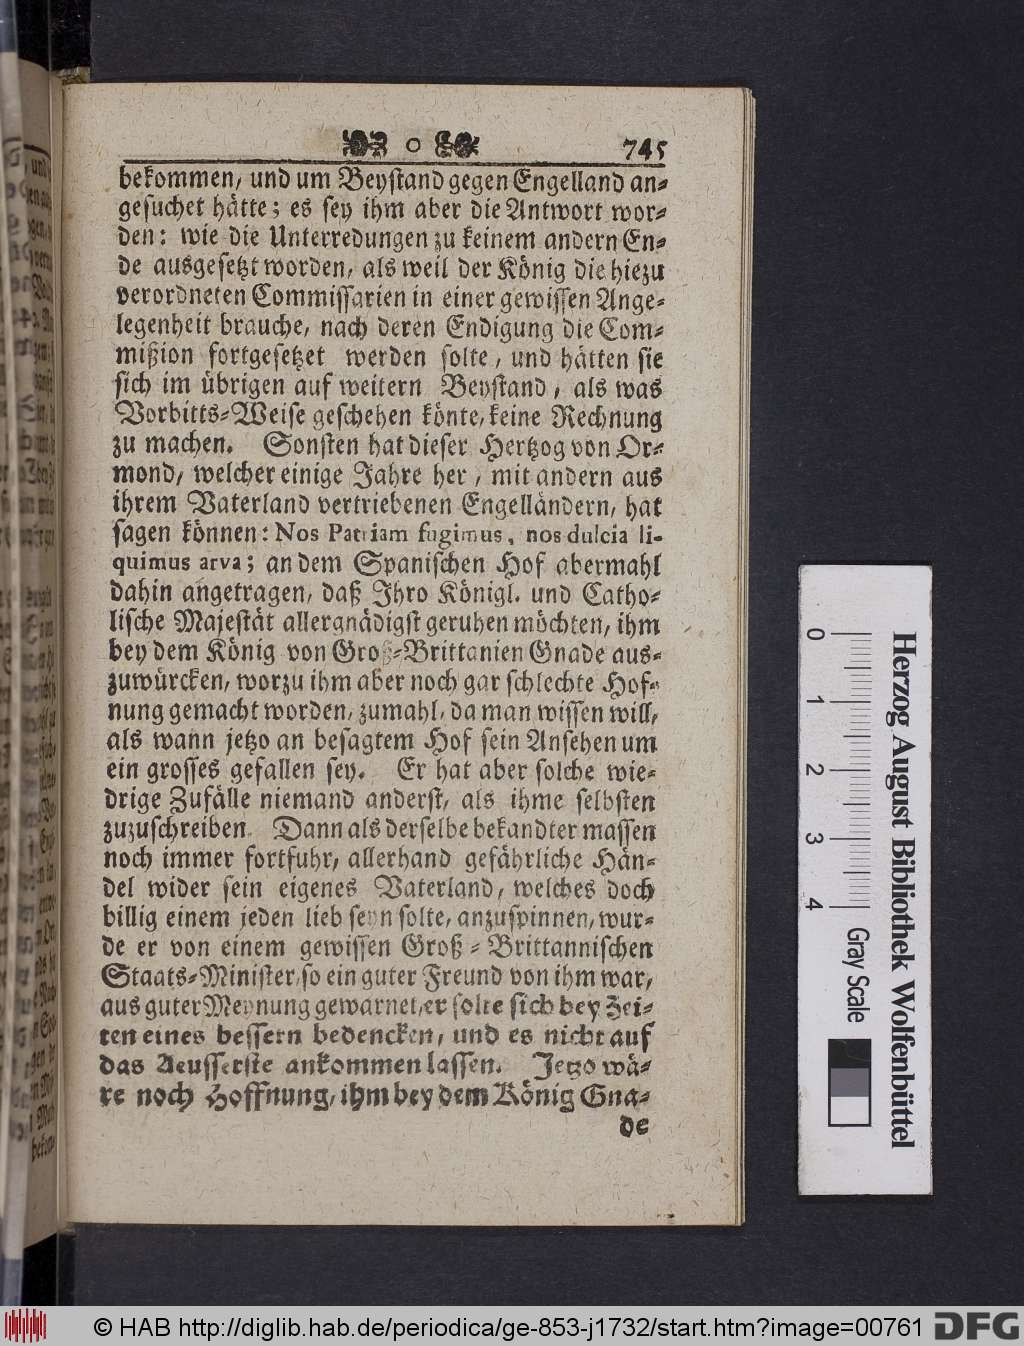 745
bekommen, und um Beystand gegen Engelland an-
gesuchet hätte; es sey ihm aber die Antwort wor-
den: wie die Unterredungen zu keinem andern En-
de ausgesetzt worden, als weil der König die hiezu
verordneten Commissarien in einer gewissen Ange-
legenheit brauche, nach deren Endigung die Com-
mißion fortgesetzet werden solte, und hätten sie
sich im übrigen auf weitern Beystand, als was
Vorbitts-Weise geschehen könte, keine Rechnung
zu machen. Sonsten hat dieser Hertzog von Or-
mond, welcher einige Jahre her, mit andern aus
ihrem Vaterland vertriebenen Engelländern, hat
sagen können: Nos Patriam fugimus, nos dulcia li-
quimus arva; an dem Spanischen Hof abermahl
dahin angetragen, daß Ihro Königl. und Catho-
lische Majestät allergnädigst geruhen möchten, ihm
bey dem König von Groß-Brittanien Gnade aus-
zuwürcken, worzu ihm aber noch gar schlechte Hof-
nung gemacht worden, zumahl, da man wissen will,
als wann jetzo an besagtem Hof sein Ansehen um
ein grosses gefallen sey. Er hat aber solche wie-
drige Zufälle niemand anderst, als ihme selbsten
zuzuschreiben. Dann als derselbe bekandter massen
noch immer fortfuhr, allerhand gefährliche Hän-
del wider sein eigenes Vaterland, welches doch
billig einem jeden lieb seyn solte, anzuspinnen, wur-
de er von einem gewissen Groß-Brittannischen
Staats-Minister, so ein guter Freund von ihm war,
aus guter Meynung gewarnet, er solte sich bey Zei-
ten eines bessern bedencken, und es nicht auf
das Aeusserste ankommen lassen. Jetzo wä-
re noch Hoffnung, ihm bey dem König Gna-
de
Herzog August Bibliothek Wolfenbüttel
0 1 2 3 4
Gray Scale
© HAB http://diglib.hab.de/periodica/ge-853-j1732/start.htm?image=00761
DFG